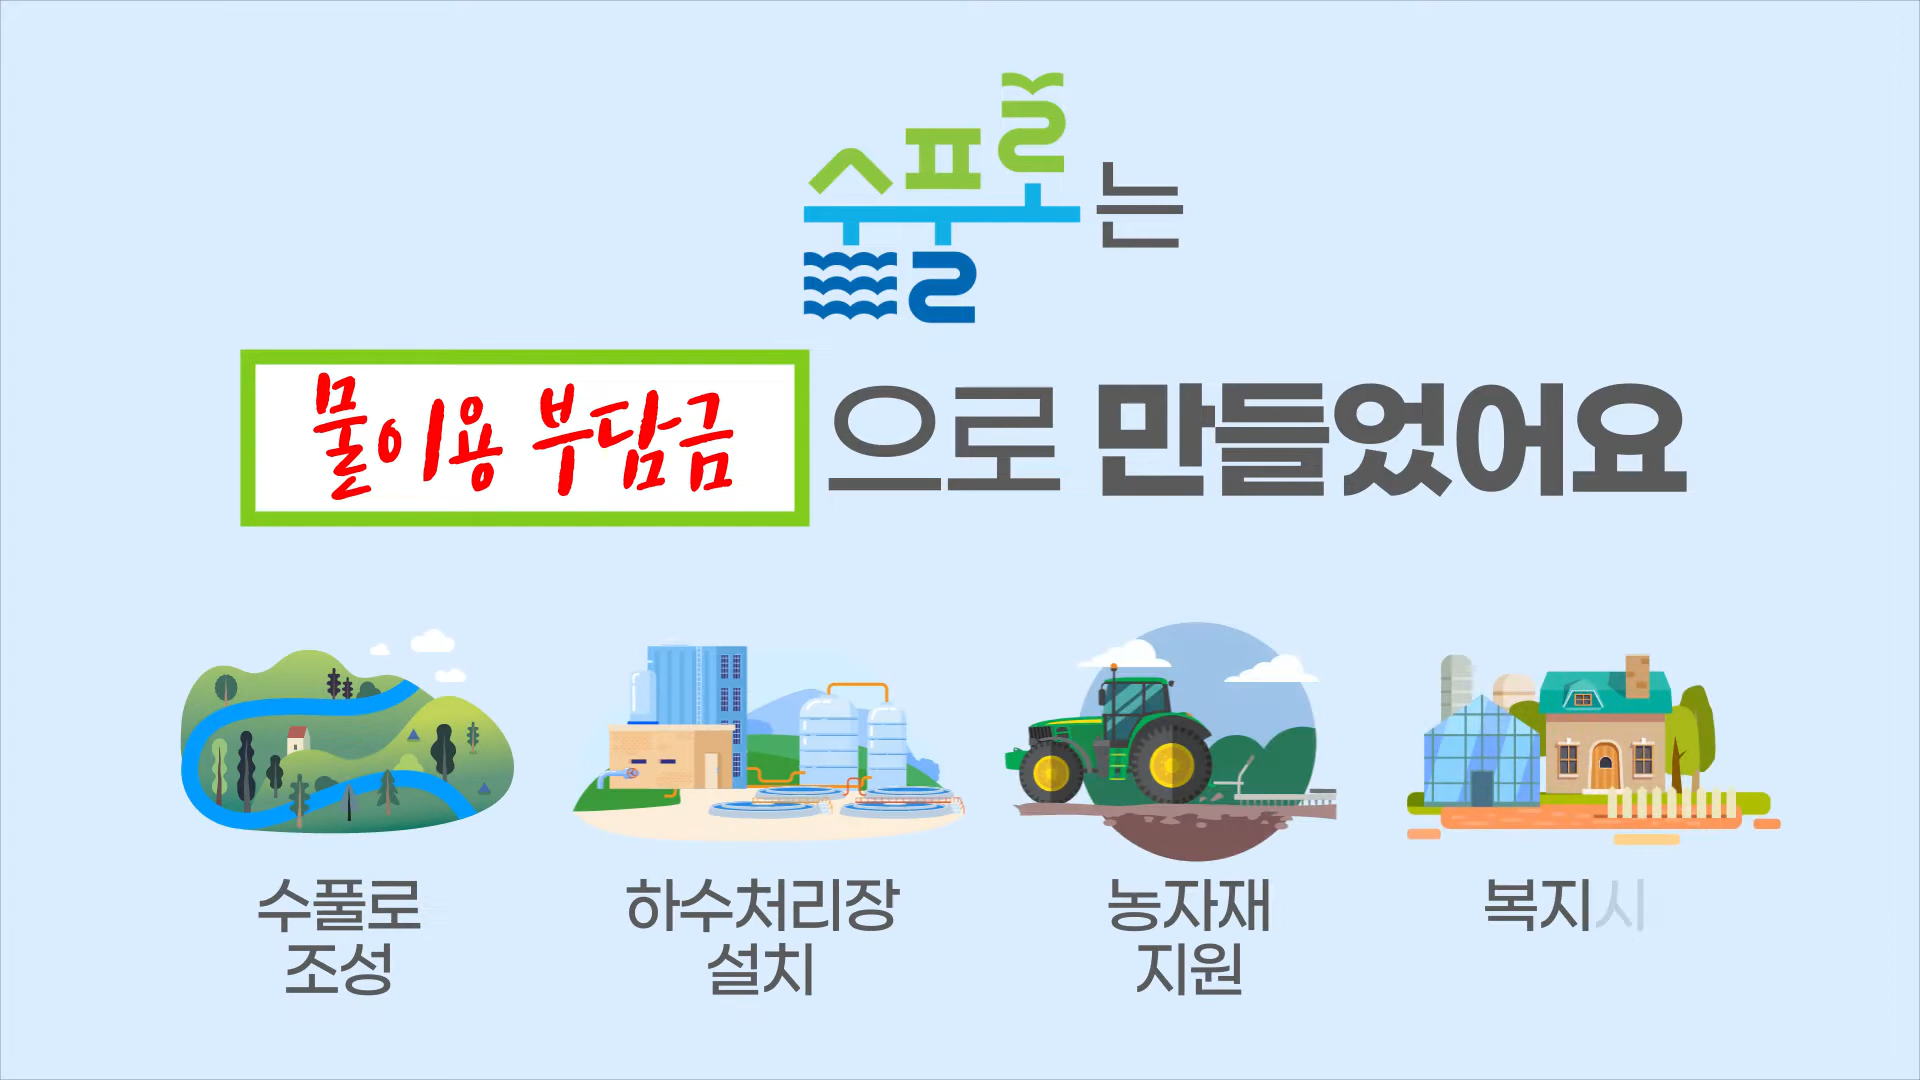 수풀로는
물이용 부담금으로 만들었어요
수풀로
조성
하수처리장
설치
농자재
지원
복지시